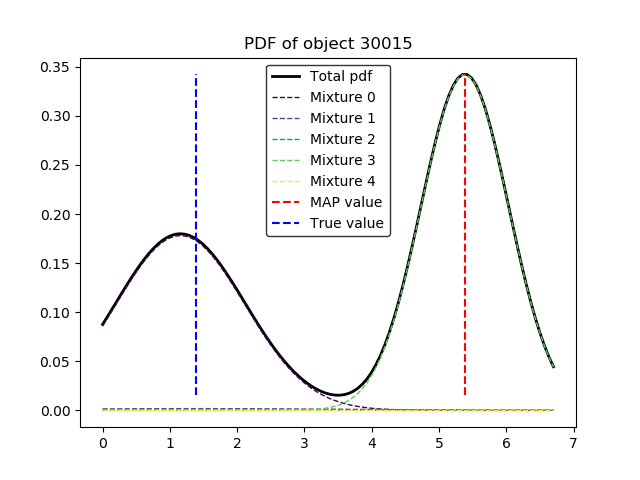 PDF of object 30015
Total pdf
Mixture 0
Mixture 1
Mixture 2
Mixture 3
Mixture 4
MAP value
True value
0.35
0.30
0.25
0.20
0.15
0.10
0.05
0.00
0 1 2 3 4 5 6 7